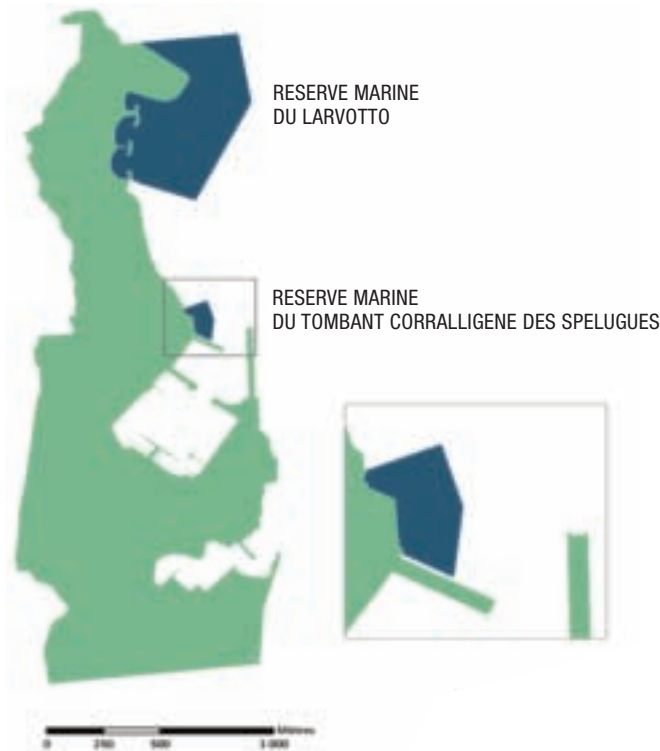 RESERVE MARINE
DU LARVOTTO
RESERVE MARINE
DU TOMBANT CORRALLIGENE DES SPELUGUES
0 250 500 1 000 Mètres